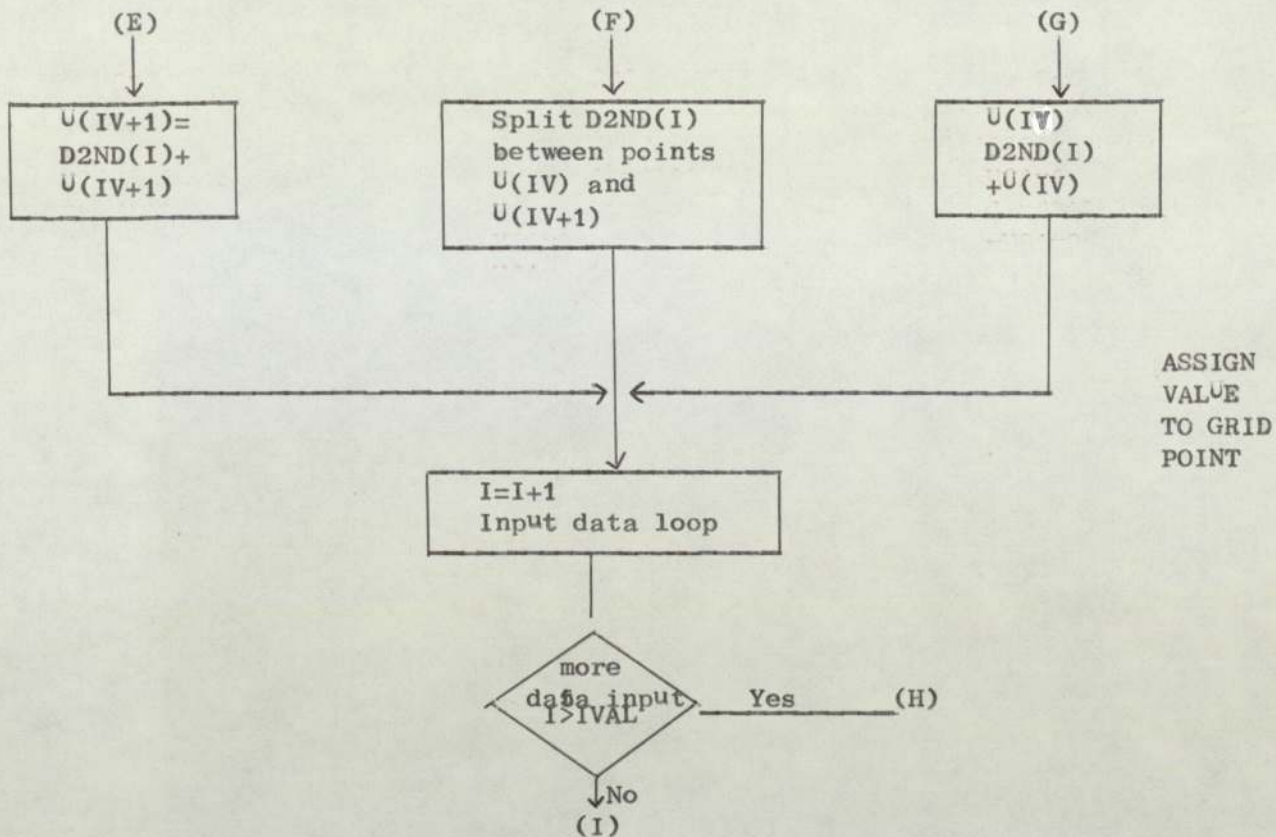 (E)
(F)
(G)
U(IV+1)=
D2ND(I)+
U(IV+1)
Split D2ND(I)
between points
U(IV) and
U(IV+1)
U(IV)
D2ND(I)
+U(IV)
ASSIGN
VALUE
TO GRID
POINT
I=I+1
Input data loop
more
data input
I>IVAL
Yes
(H)
No
(I)